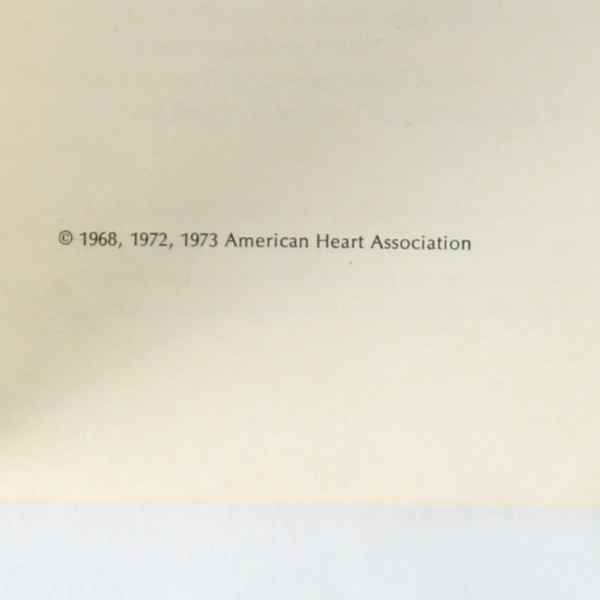 © 1968, 1972, 1973 American Heart Association